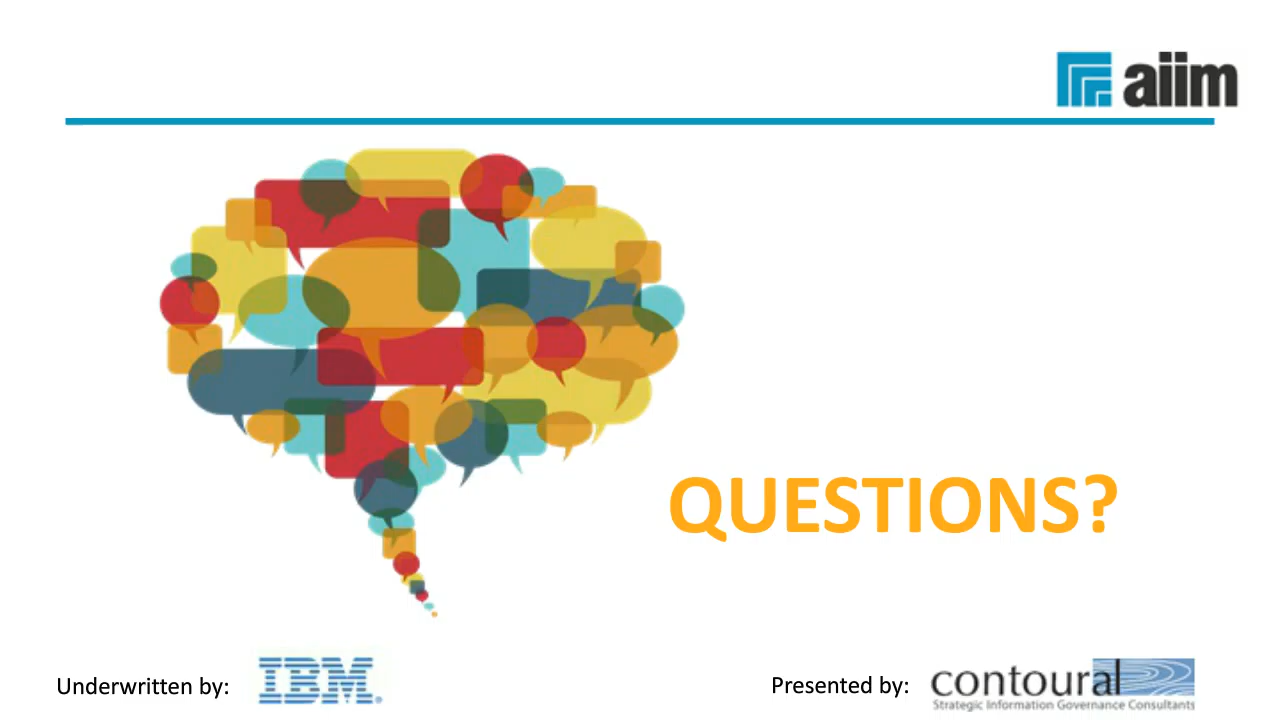 aiim
QUESTIONS?
Underwritten by:
IBM®
Presented by:
contoural
Strategic Information Governance Consultants